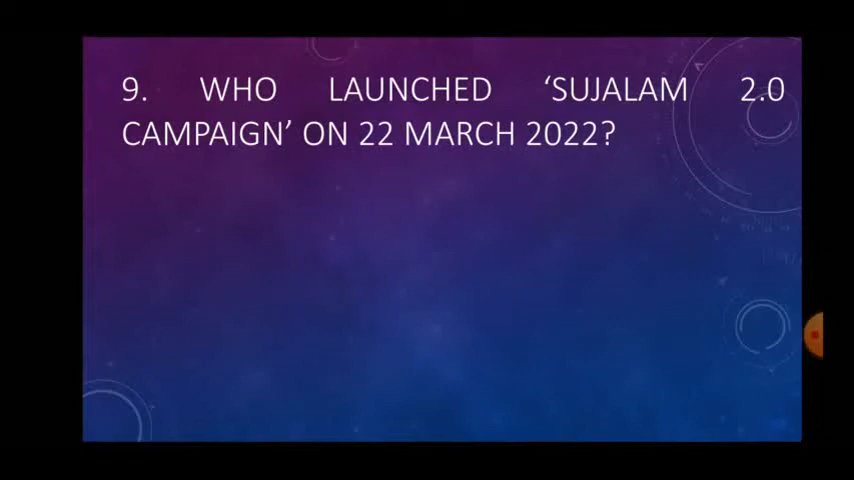 9. WHO LAUNCHED ‘SUJALAM 2.0
CAMPAIGN’ ON 22 MARCH 2022?